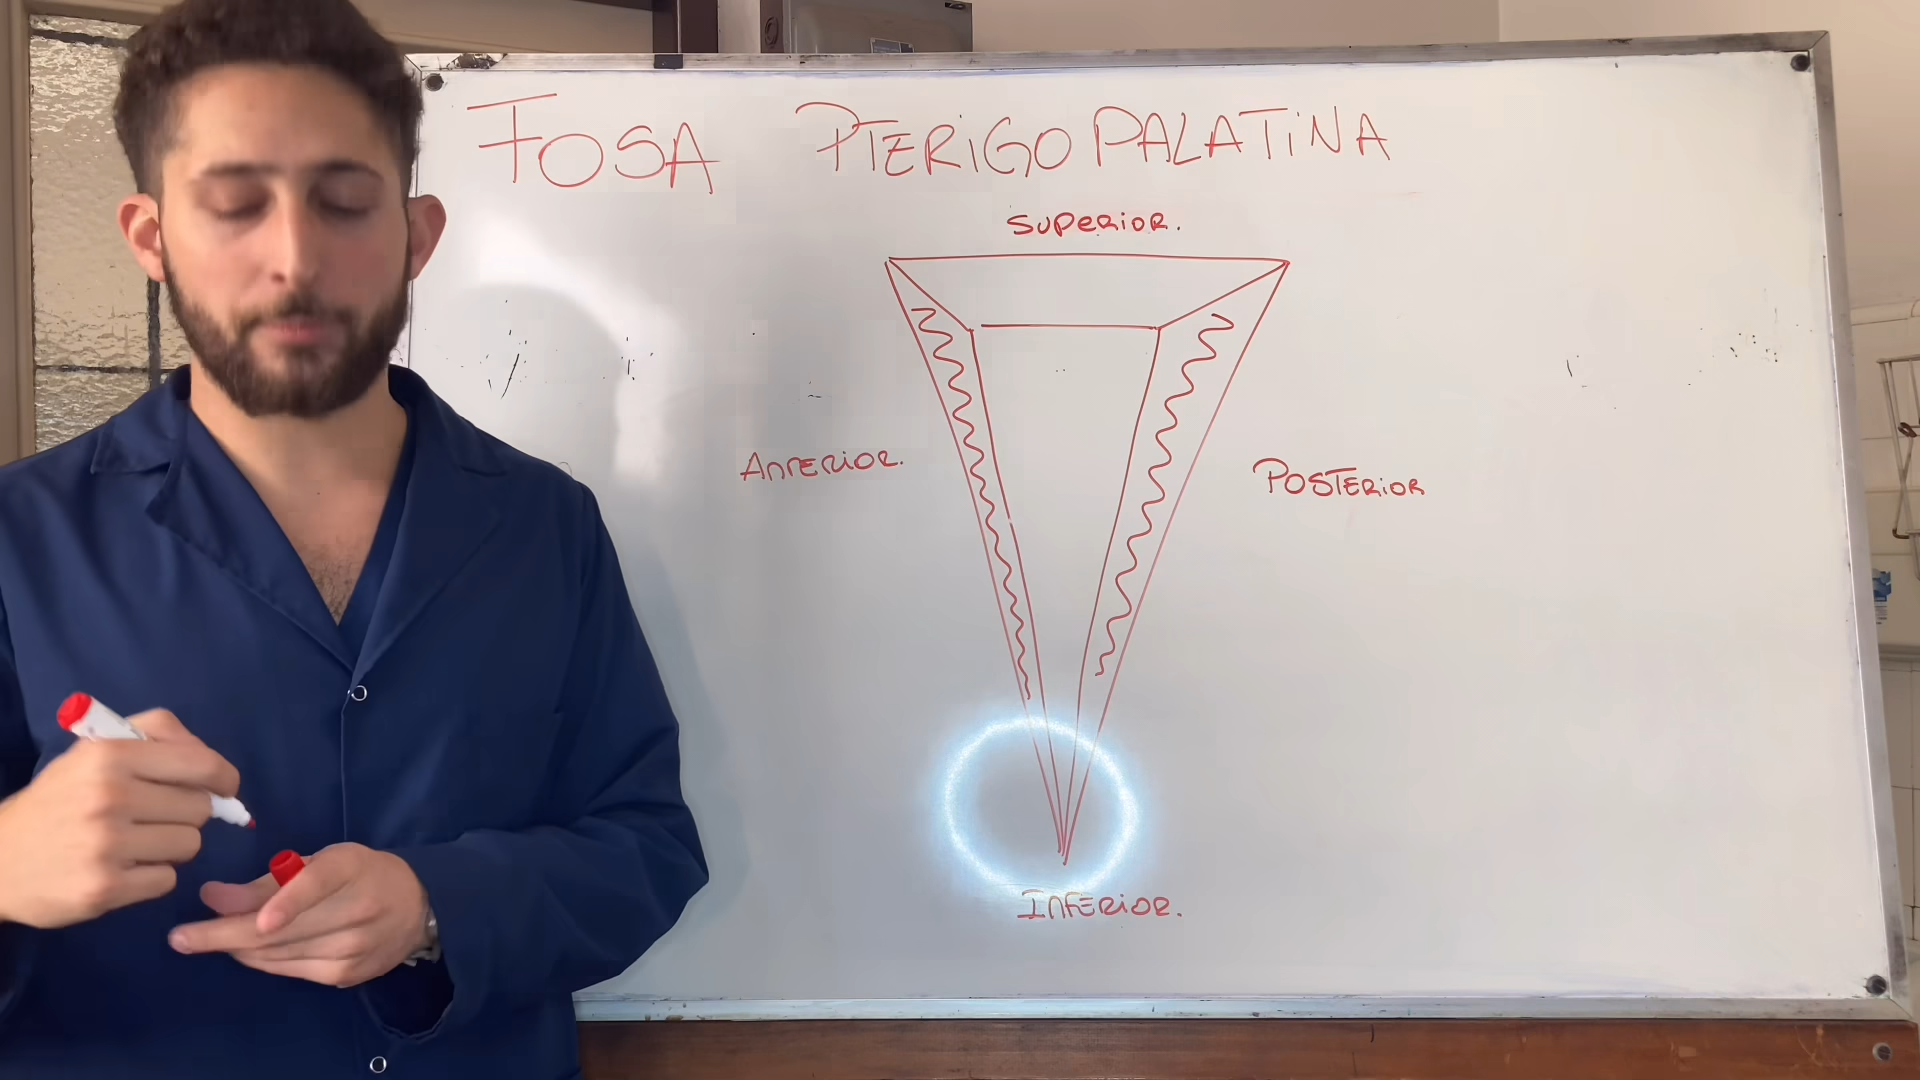 FOSA PTERIGOPALATINA
SUPERIOR.
ANTERIOR.
POSTERIOR
INFERIOR.